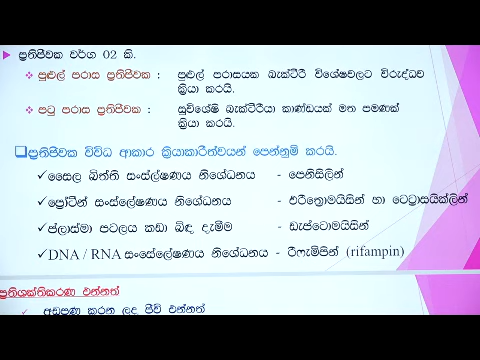 ප්‍රතිජීවක වර්ග 02 කි.
පුළුල් පරාස ප්‍රතිජීවක : පුළුල් පරාසයක බැක්ටීරී විශේෂවලට විරුද්ධව
ක්‍රියා කරයි.
පටු පරාස ප්‍රතිජීවක : සුවිශේෂී බැක්ටීරියා කාණ්ඩයක් මත පමණක්
ක්‍රියා කරයි.
ප්‍රතිජීවක විවිධ ආකාර ක්‍රියාකාරීත්වයන් පෙන්නුම් කරයි.
✓සෛල බිත්ති සංස්ලේෂණය නිශේධනය - පෙනිසිලින්
✓ප්‍රෝටීන් සංස්ලේෂණය නිශේධනය - එරිත්‍රොමයිසින් හා ටෙට්‍රාසයික්ලින්
✓ප්ලාස්මා පටලය කඩා බිඳ දැමීම - ඩැප්ටොමයිසින්
✓DNA / RNA සංසේලේෂණය නිශේධනය - රිෆැම්පින් (rifampin)
ප්‍රතිශක්තිකරණ එන්නත්
✓ අඩපණ කරන ලද ජීවී එන්නත්